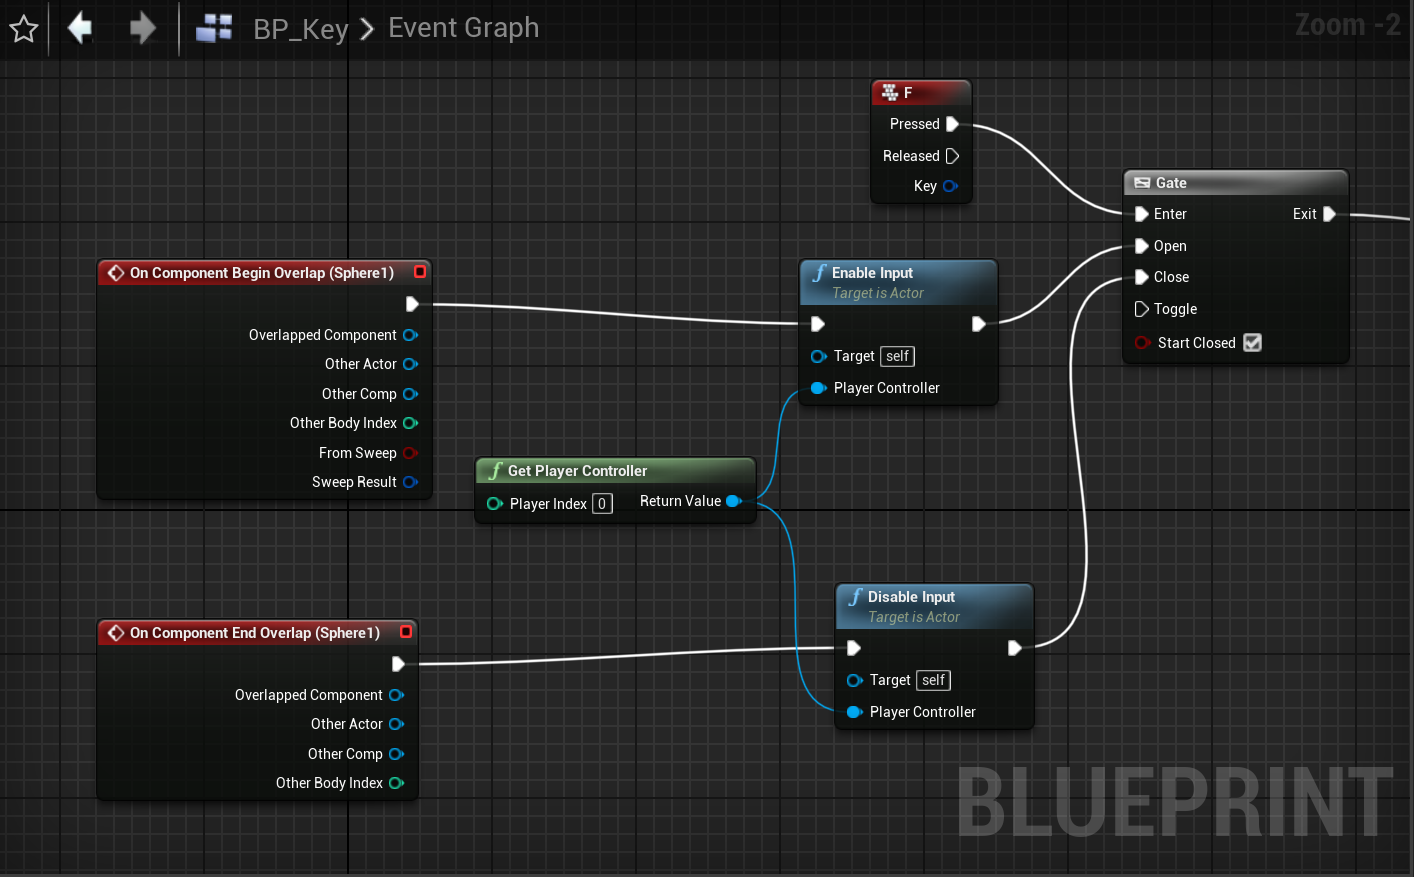 BP_Key > Event Graph
Zoom -2
F
Pressed
Released
Key
Gate
Enter
Exit
Open
Close
Toggle
Start Closed
On Component Begin Overlap (Sphere1)
Overlapped Component
Other Actor
Other Comp
Other Body Index
From Sweep
Sweep Result
f Enable Input
Target is Actor
Target self
Player Controller
f Get Player Controller
Player Index 0
Return Value
On Component End Overlap (Sphere1)
Overlapped Component
Other Actor
Other Comp
Other Body Index
f Disable Input
Target is Actor
Target self
Player Controller
BLUEPRINT